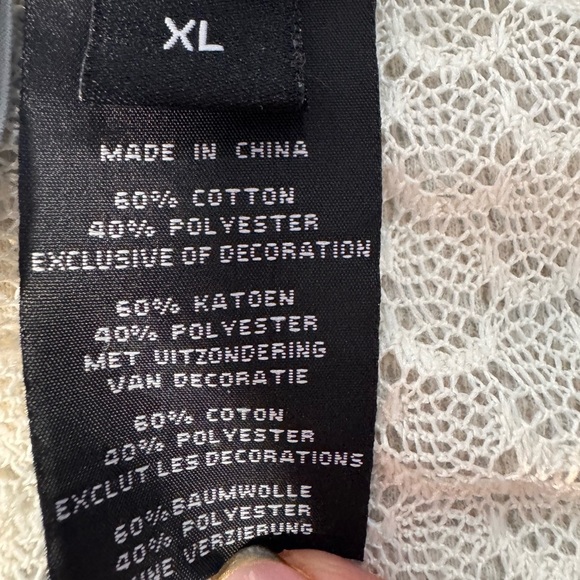 XL
MADE IN CHINA
60% COTTON
40% POLYESTER
EXCLUSIVE OF DECORATION
60% KATOEN
40% POLYESTER
MET UITZONDERING
VAN DECORATIE
60% COTON
40% POLYESTER
EXCLUT LES DECORATIONS
60% BAUMWOLLE
40% POLYESTER
VERZIERUNG